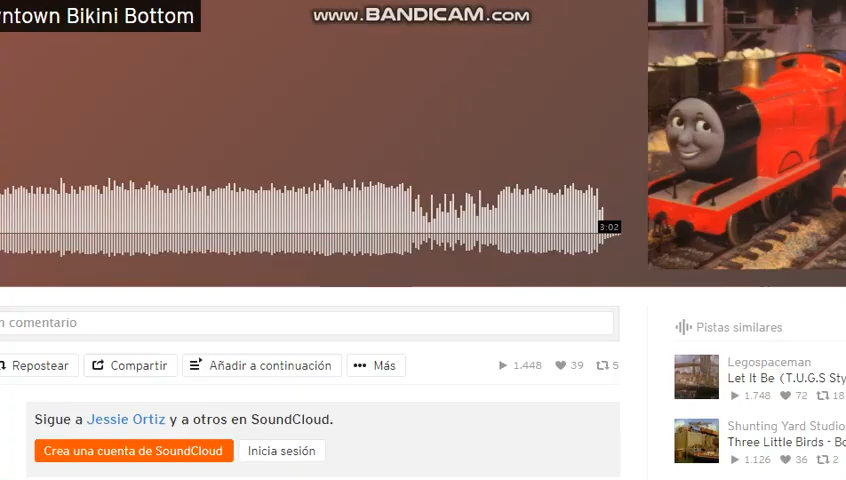 ntown Bikini Bottom
www.BANDICAM.com
3:02
n comentario
Pistas similares
Repostear
Compartir
Añadir a continuación
Más
1.448
39
5
Legospaceman
Let It Be (T.U.G.S Sty
1.748
72
18
Sigue a Jessie Ortiz y a otros en SoundCloud.
Crea una cuenta de SoundCloud
Inicia sesión
Shunting Yard Studios
Three Little Birds - Bo
1.126
36
2